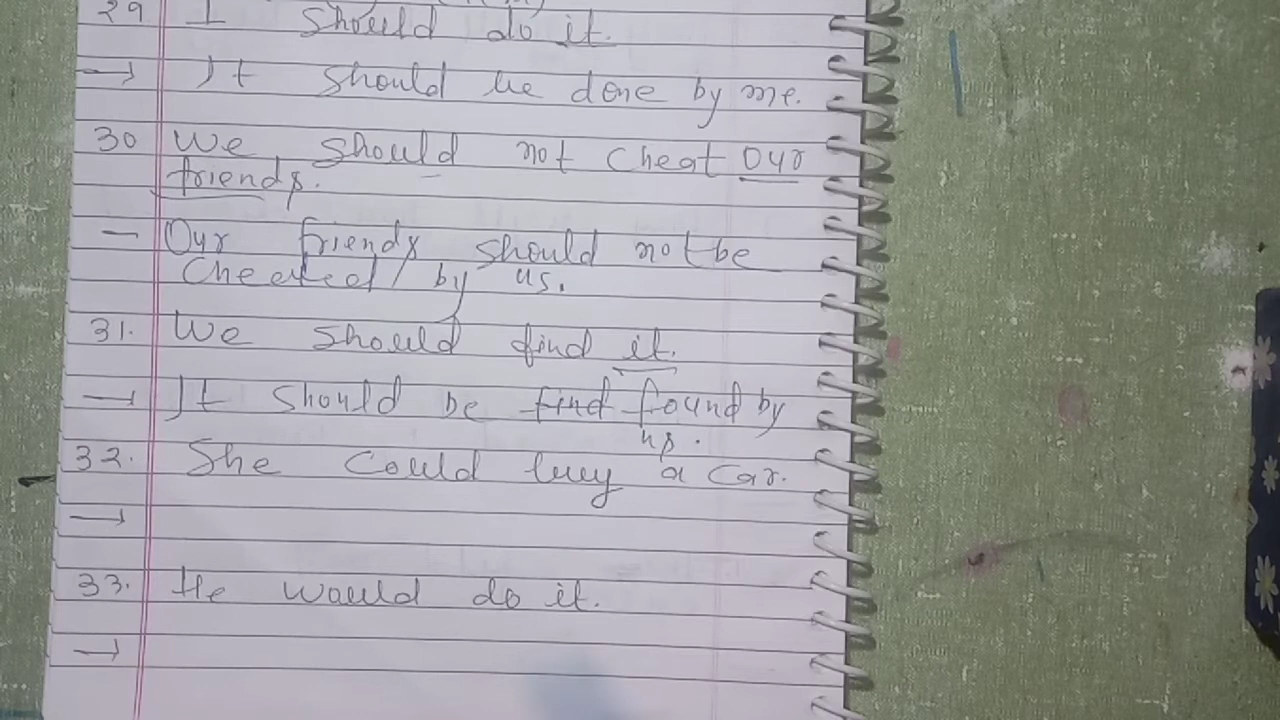 29 I should do it.
→ It should be done by me.
30 We should not cheat our
friends.
- Our friends should not be
cheated by us.
31. We should find it.
→ It should be find found by
us.
32. She could buy a car.
→
33. He would do it.
→